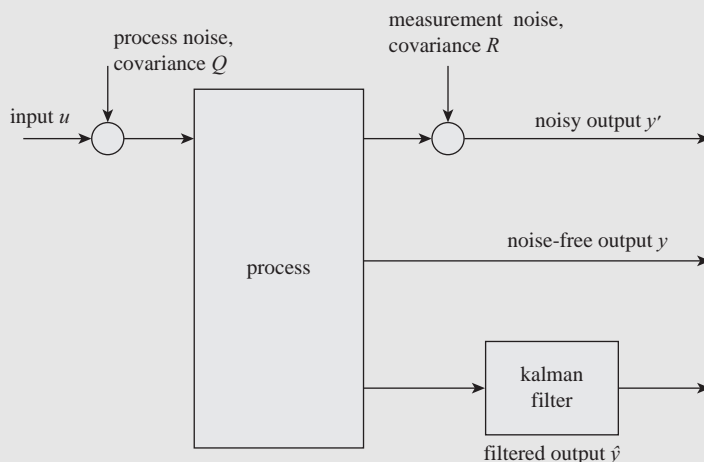 process noise,
covariance Q
measurement noise,
covariance R
input u
noisy output y′
noise-free output y
process
kalman
filter
filtered output ŷ